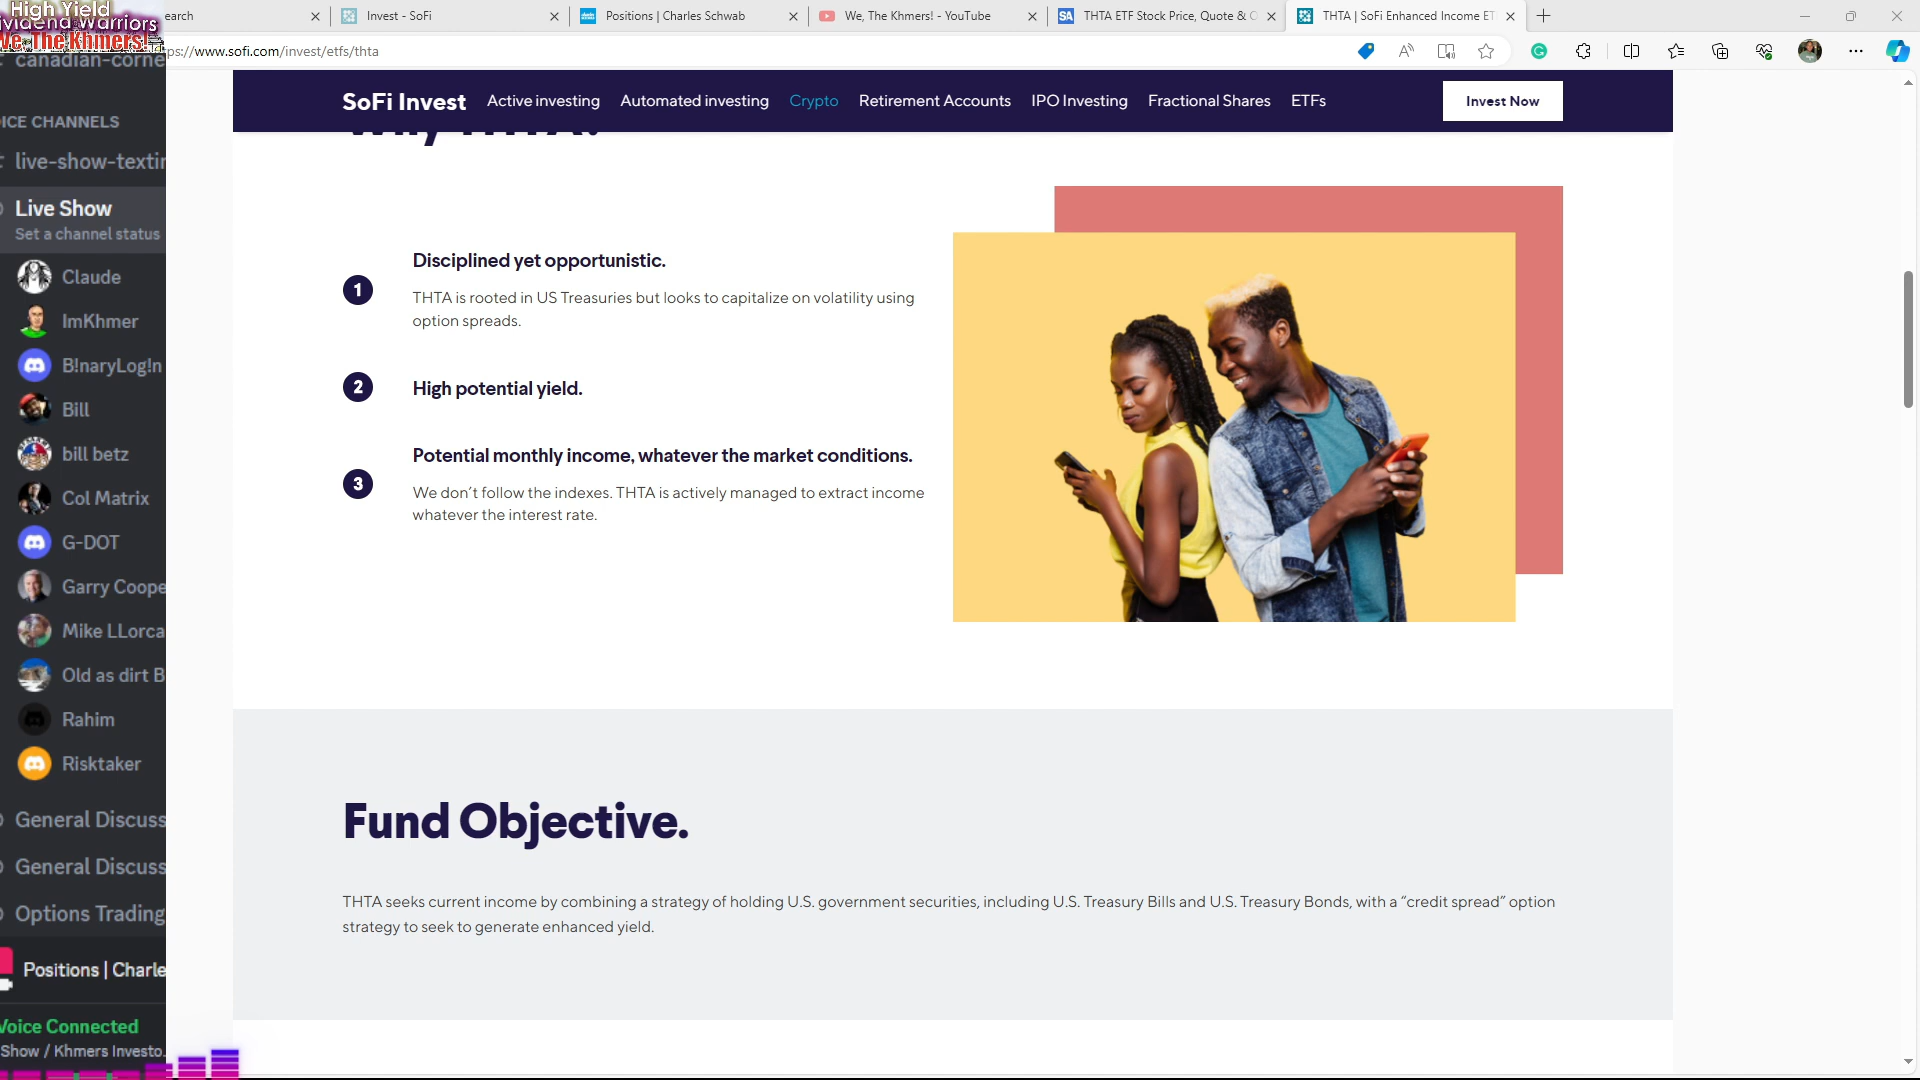 High Yield
Dividend Warriors
We, The Khmers!
earch
Invest - SoFi
Positions | Charles Schwab
We, The Khmers! - YouTube
THTA ETF Stock Price, Quote &
THTA | SoFi Enhanced Income ET
ps://www.sofi.com/invest/etfs/thta
canadian-corne
ICE CHANNELS
live-show-textin
Live Show
Set a channel status
Claude
ImKhmer
B!naryLog!n
Bill
bill betz
Col Matrix
G-DOT
Garry Coope
Mike LLorca
Old as dirt B
Rahim
Risktaker
General Discuss
General Discuss
Options Trading
Positions | Charle
Voice Connected
Show / Khmers Investo
SoFi Invest
Active investing
Automated investing
Crypto
Retirement Accounts
IPO Investing
Fractional Shares
ETFs
Invest Now
Why THTA?
1
Disciplined yet opportunistic.
THTA is rooted in US Treasuries but looks to capitalize on volatility using
option spreads.
2
High potential yield.
3
Potential monthly income, whatever the market conditions.
We don’t follow the indexes. THTA is actively managed to extract income
whatever the interest rate.
Fund Objective.
THTA seeks current income by combining a strategy of holding U.S. government securities, including U.S. Treasury Bills and U.S. Treasury Bonds, with a “credit spread” option
strategy to seek to generate enhanced yield.